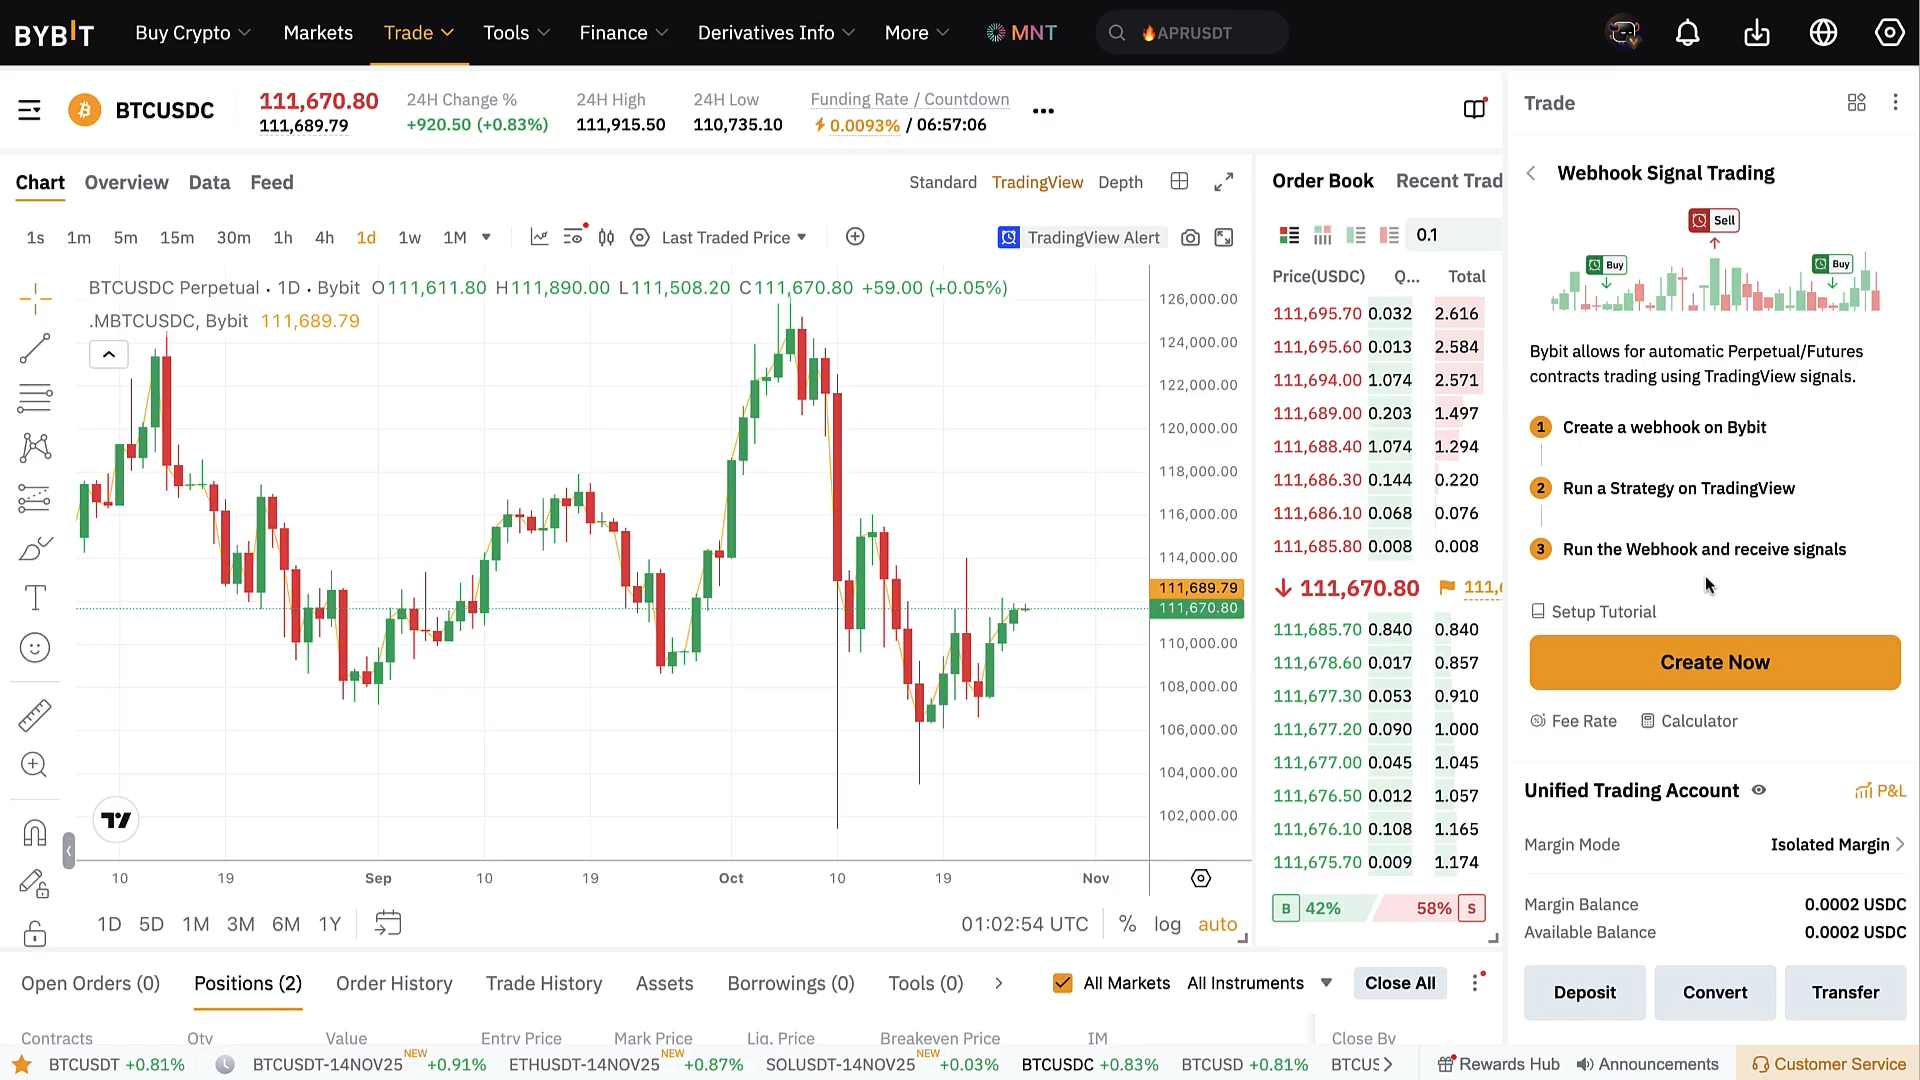 BYBIT Buy Crypto Markets Trade Tools Finance Derivatives Info More MNT 🔥APRUSDT
BTCUSDC
111,670.80
111,689.79
24H Change %
+920.50 (+0.83%)
24H High
111,915.50
24H Low
110,735.10
Funding Rate / Countdown
0.0093% / 06:57:06
Chart Overview Data Feed
Standard TradingView Depth
1s 1m 5m 15m 30m 1h 4h 1d 1w 1M Last Traded Price
TradingView Alert
BTCUSDC Perpetual · 1D · Bybit O111,611.80 H111,890.00 L111,508.20 C111,670.80 +59.00 (+0.05%)
.MBTCUSDC, Bybit 111,689.79
126,000.00
124,000.00
122,000.00
120,000.00
118,000.00
116,000.00
114,000.00
111,689.79
111,670.80
110,000.00
108,000.00
106,000.00
104,000.00
102,000.00
10 19 Sep 10 19 Oct 10 19 Nov
1D 5D 1M 3M 6M 1Y
01:02:54 UTC % log auto
Order Book Recent Trad
0.1
Price(USDC) Q... Total
111,695.70 0.032 2.616
111,695.60 0.013 2.584
111,694.00 1.074 2.571
111,689.00 0.203 1.497
111,688.40 1.074 1.294
111,686.30 0.144 0.220
111,686.10 0.068 0.076
111,685.80 0.008 0.008
111,670.80
111,685.70 0.840 0.840
111,678.60 0.017 0.857
111,677.30 0.053 0.910
111,677.20 0.090 1.000
111,677.00 0.045 1.045
111,676.50 0.012 1.057
111,676.10 0.108 1.165
111,675.70 0.009 1.174
B 42% 58% S
Trade
Webhook Signal Trading
Sell
Buy
Buy
Bybit allows for automatic Perpetual/Futures
contracts trading using TradingView signals.
1 Create a webhook on Bybit
2 Run a Strategy on TradingView
3 Run the Webhook and receive signals
Setup Tutorial
Create Now
Fee Rate Calculator
Unified Trading Account P&L
Margin Mode Isolated Margin
Margin Balance 0.0002 USDC
Available Balance 0.0002 USDC
Deposit Convert Transfer
Open Orders (0) Positions (2) Order History Trade History Assets Borrowings (0) Tools (0)
All Markets All Instruments Close All
Contracts Qty Value Entry Price Mark Price Liq. Price Breakeven Price IM Close By
BTCUSDT +0.81% BTCUSDT-14NOV25 NEW +0.91% ETHUSDT-14NOV25 NEW +0.87% SOLUSDT-14NOV25 NEW +0.03% BTCUSDC +0.83% BTCUSD +0.81% BTCUS
Rewards Hub Announcements Customer Service